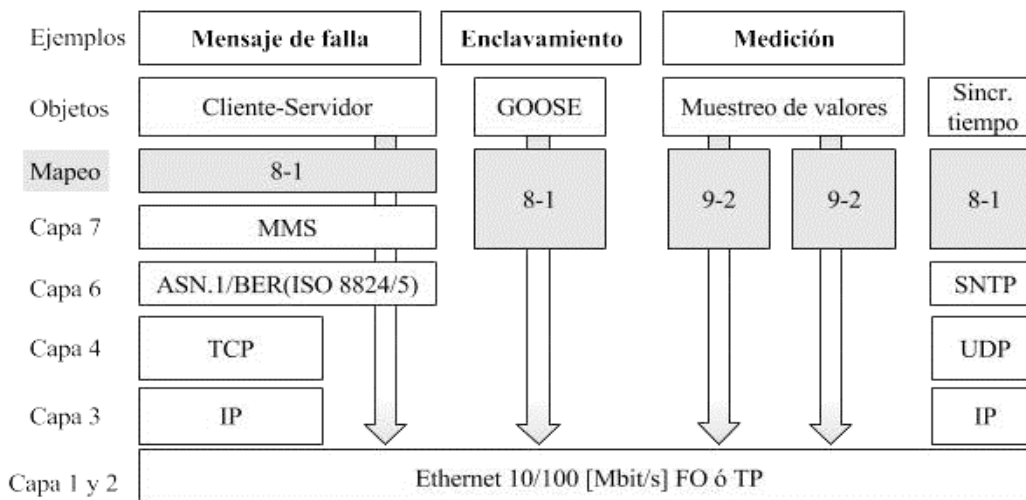 Ejemplos Mensaje de falla Enclavamiento Medición
Objetos Cliente-Servidor GOOSE Muestreo de valores Sincr. tiempo
Mapeo 8-1
8-1 9-2 9-2 8-1
Capa 7 MMS
Capa 6 ASN.1/BER(ISO 8824/5) SNTP
Capa 4 TCP UDP
Capa 3 IP IP
Capa 1 y 2 Ethernet 10/100 [Mbit/s] FO ó TP